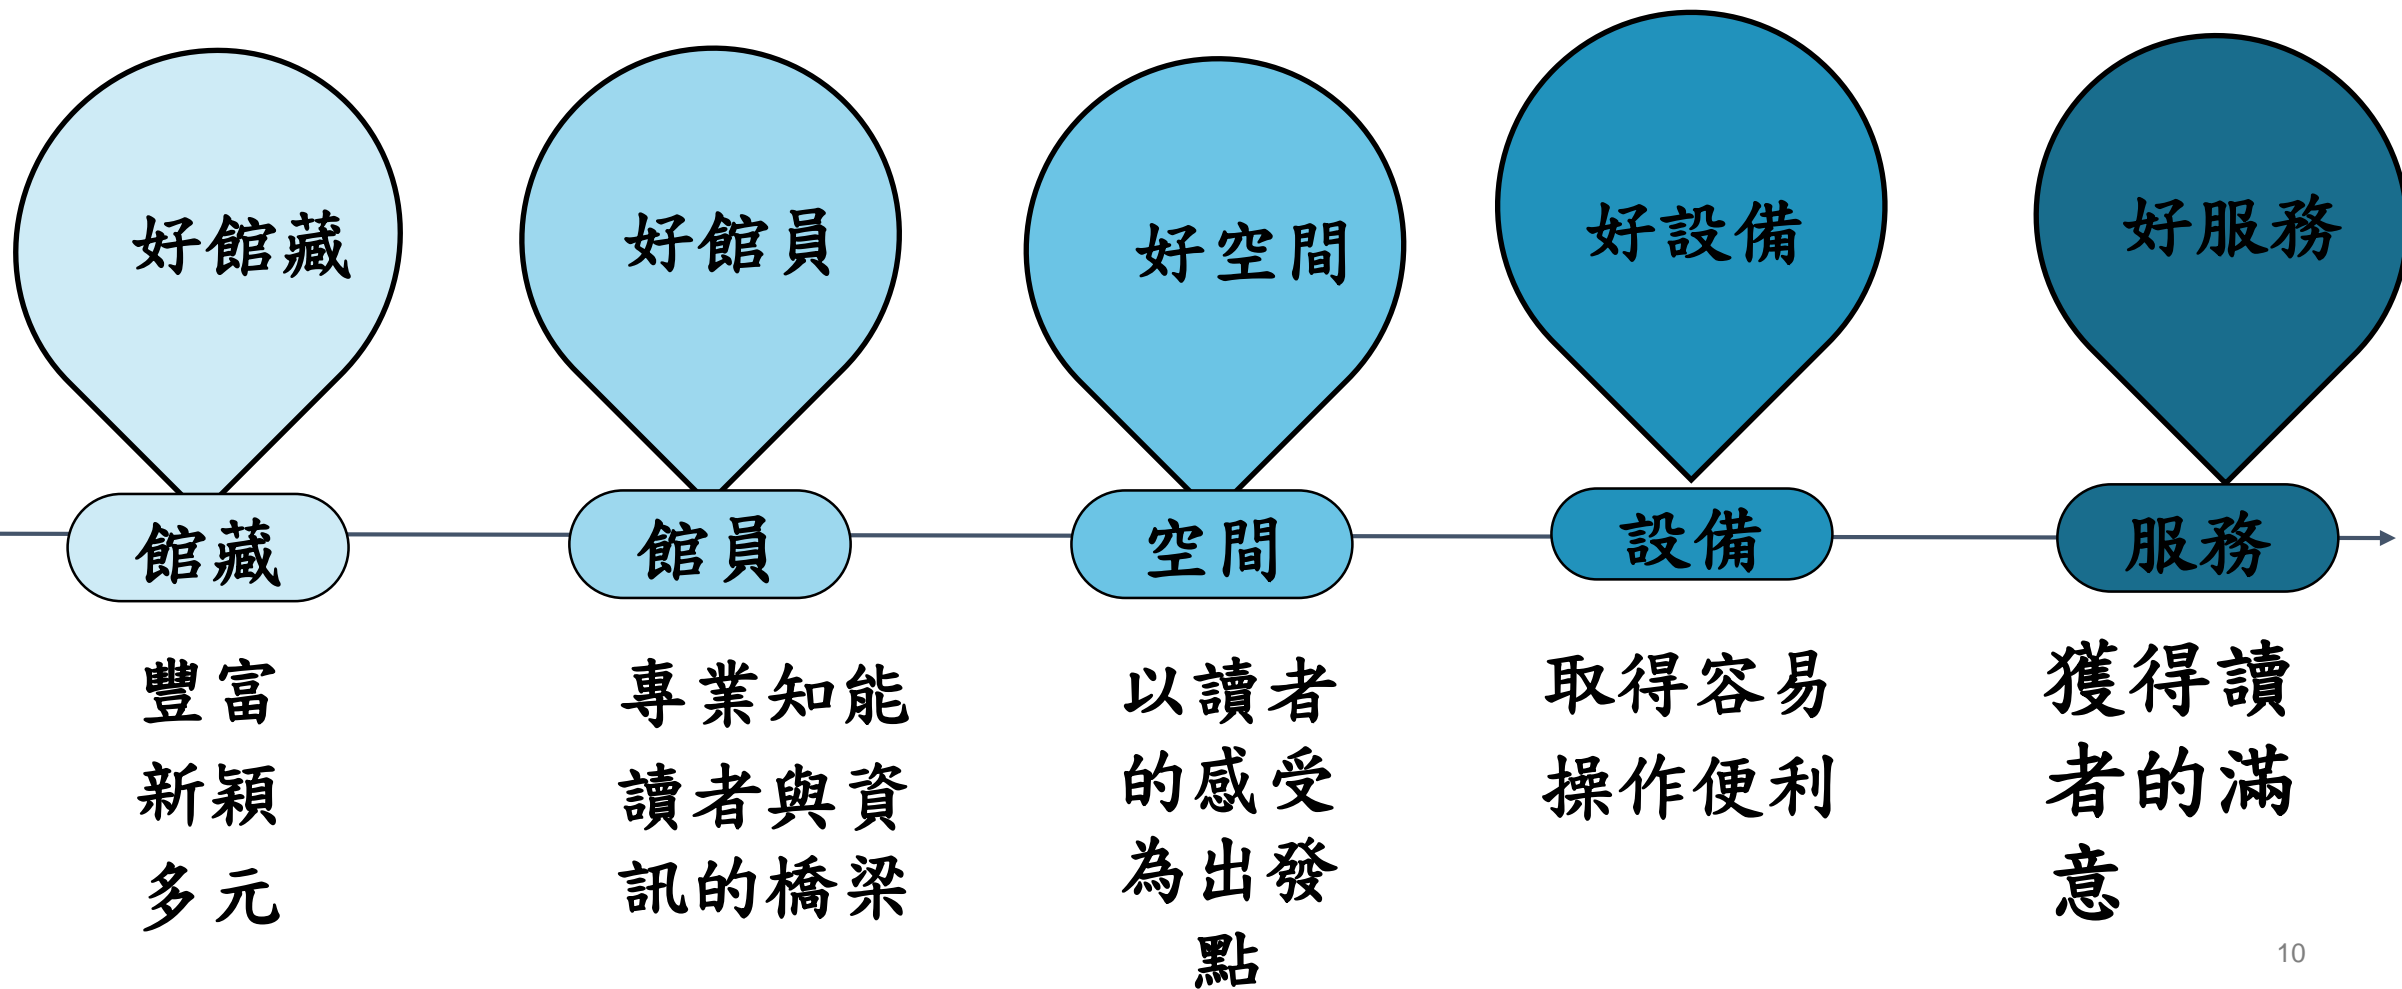 好館藏
好館員
好空間
好設備
好服務
館藏
館員
空間
設備
服務
豐富
新穎
多元
專業知能
讀者與資
訊的橋梁
以讀者
的感受
為出發
點
取得容易
操作便利
獲得讀
者的滿
意
10